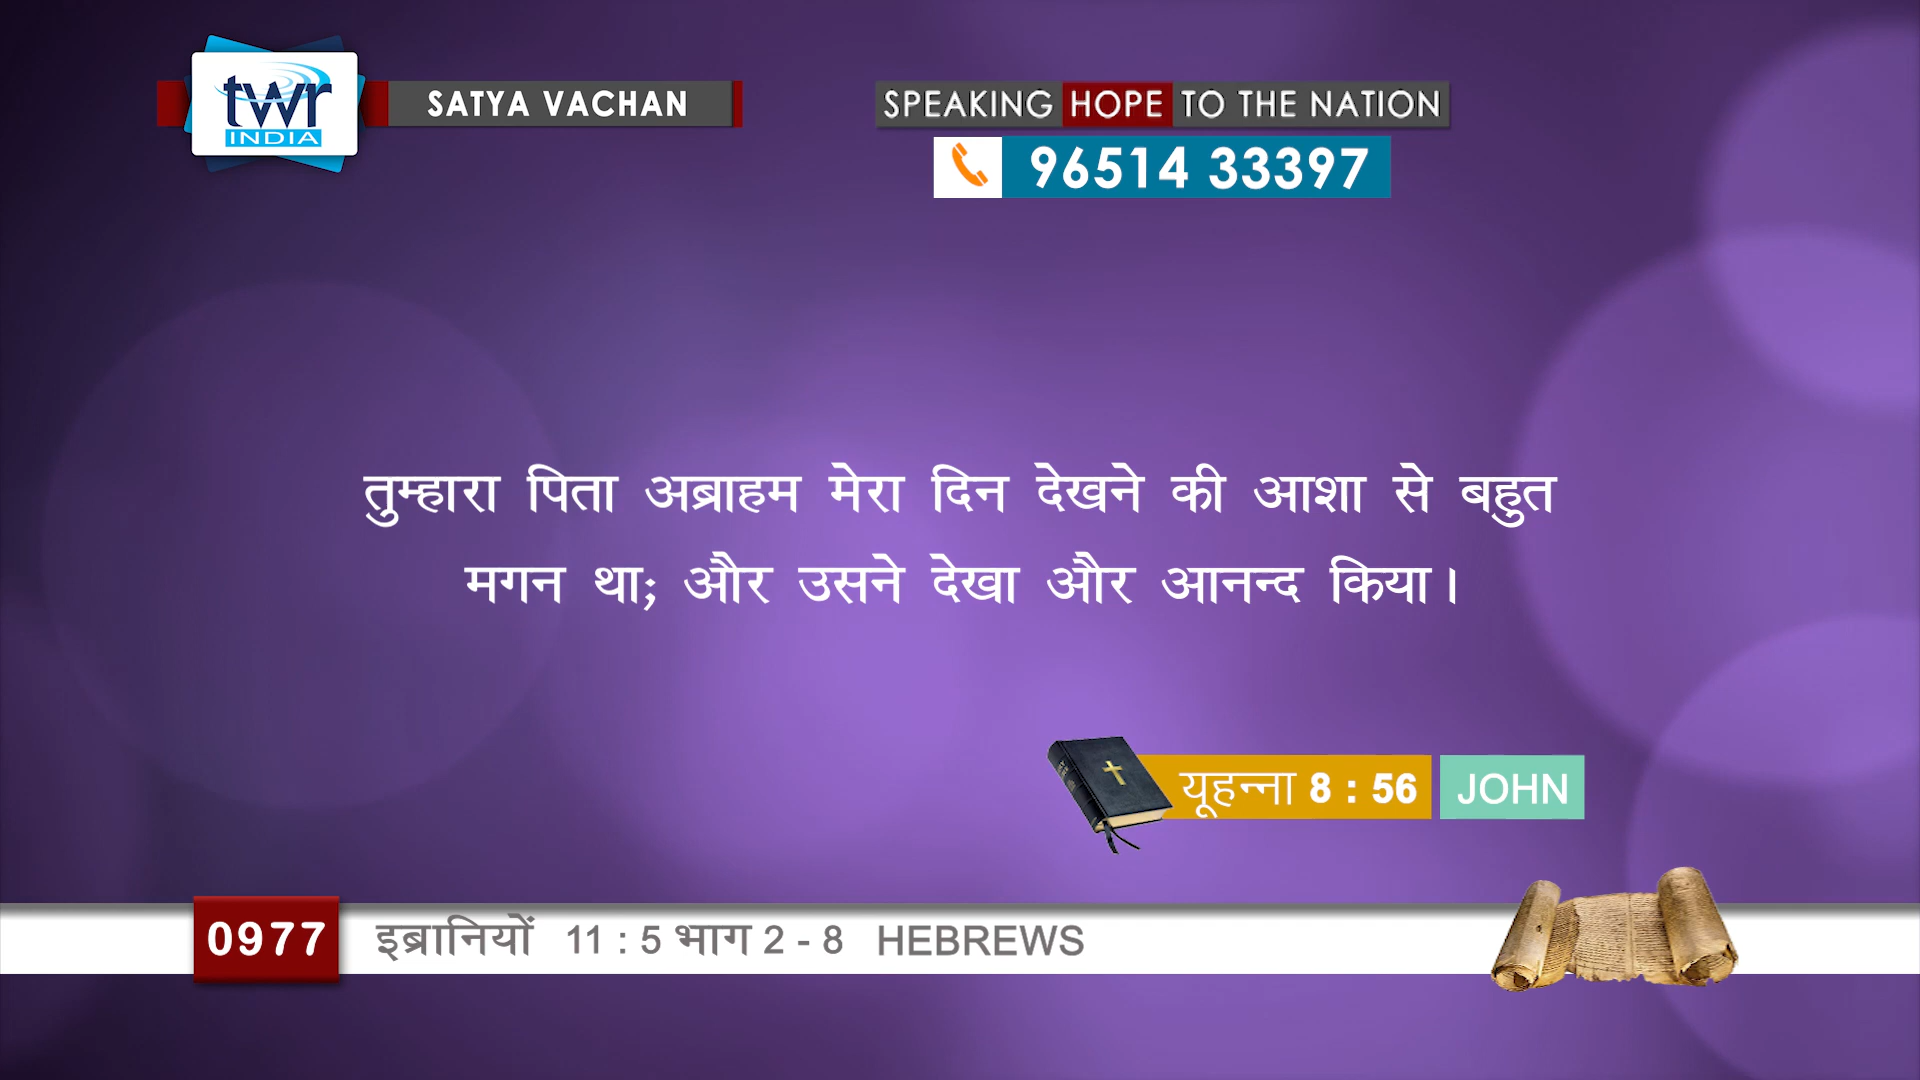 twr
INDIA
SATYA VACHAN
SPEAKING HOPE TO THE NATION
96514 33397
तुम्हारा पिता अब्राहम मेरा दिन देखने की आशा से बहुत
मगन था; और उसने देखा और आनन्द किया।
यूहन्ना 8 : 56 JOHN
0977 इब्रानियों 11 : 5 भाग 2 - 8 HEBREWS